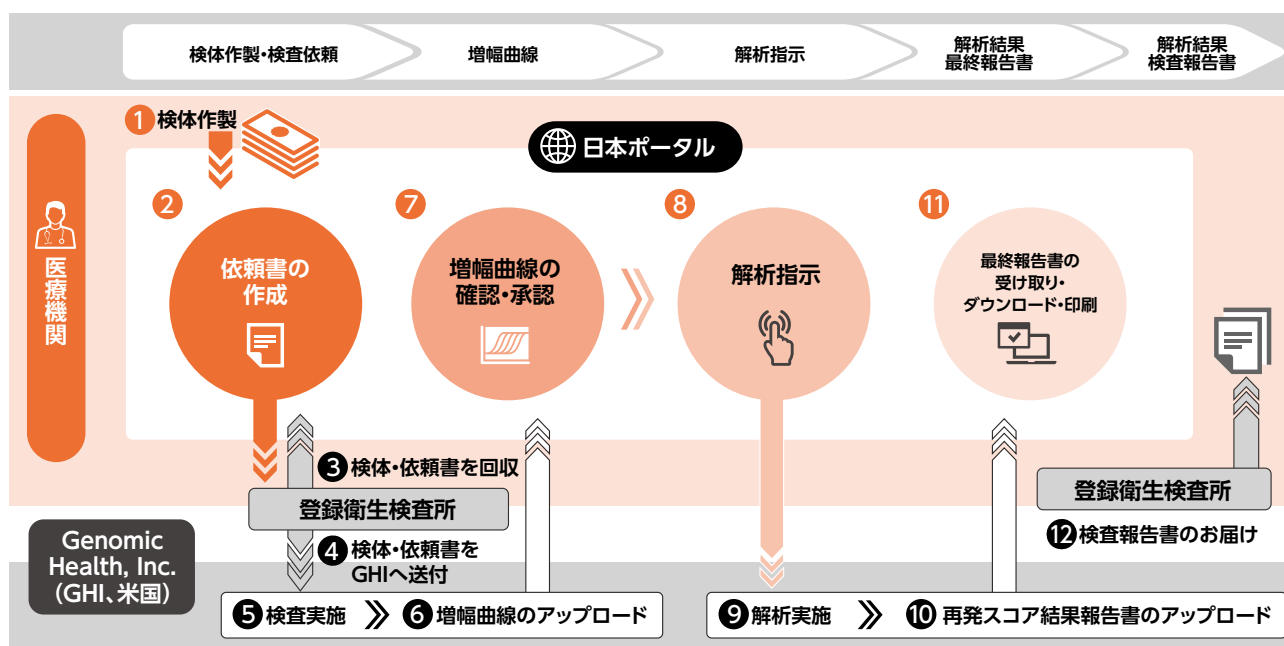 検体作製・検査依頼
増幅曲線
解析指示
解析結果
最終報告書
解析結果
検査報告書
医療機関
1 検体作製
日本ポータル
2
依頼書の
作成
7
増幅曲線の
確認・承認
8
解析指示
11
最終報告書の
受け取り・
ダウンロード・印刷
3 検体・依頼書を回収
登録衛生検査所
4 検体・依頼書を
GHIへ送付
登録衛生検査所
12 検査報告書のお届け
Genomic
Health, Inc.
(GHI、米国)
5 検査実施
6 増幅曲線のアップロード
9 解析実施
10 再発スコア結果報告書のアップロード